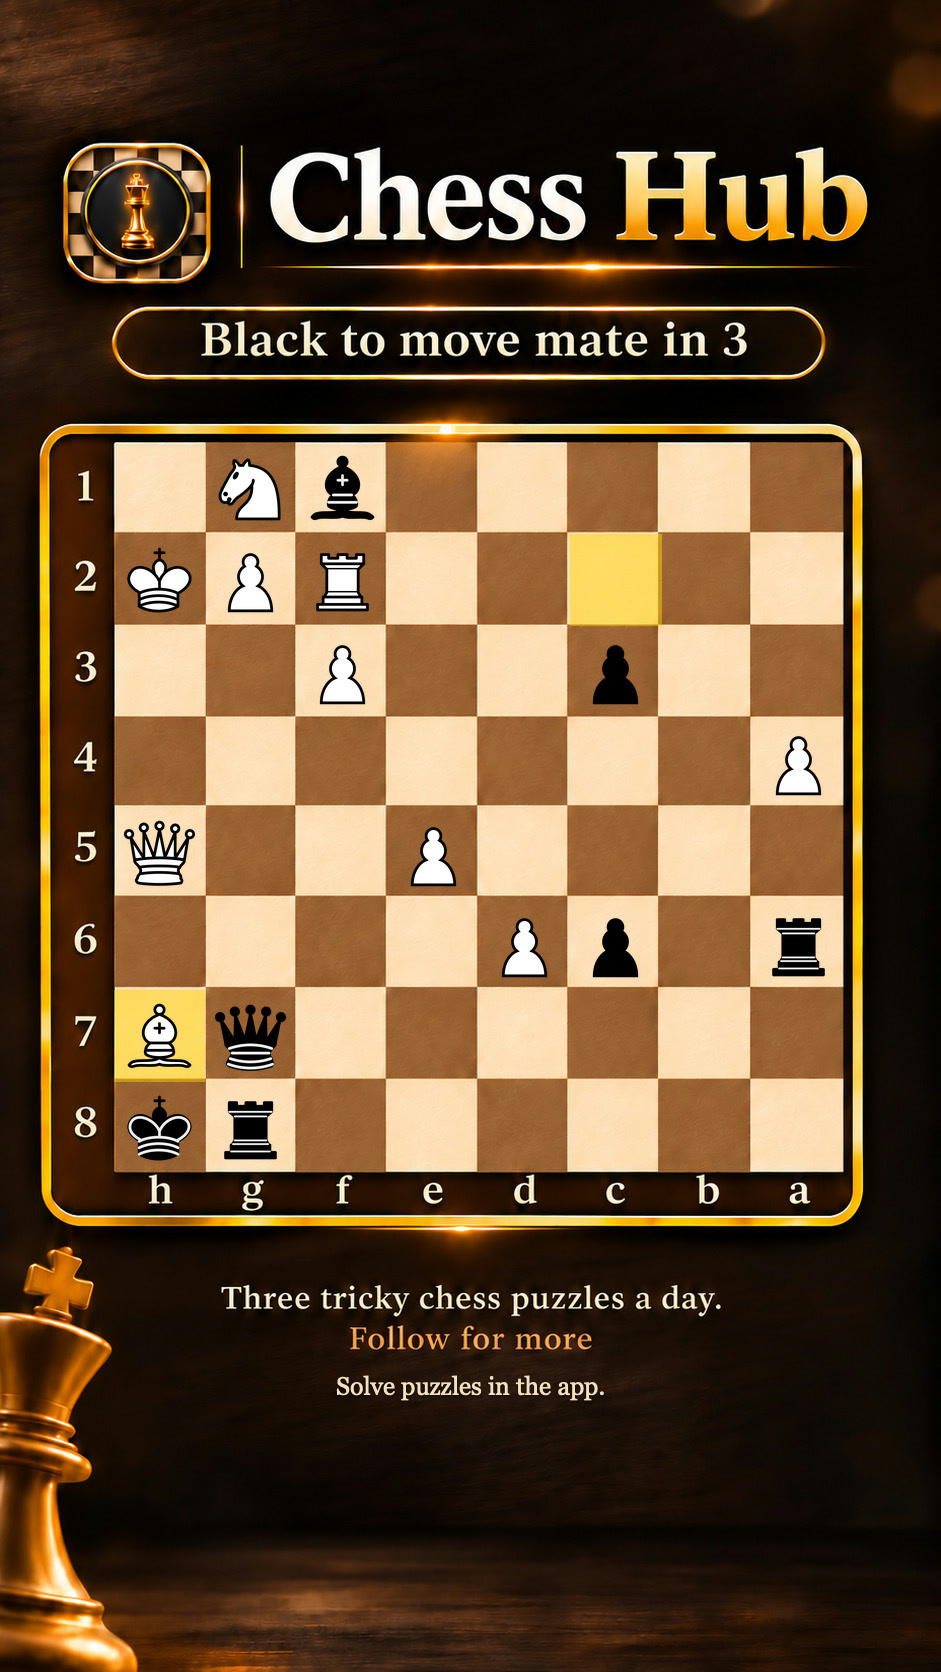 Chess Hub
Black to move mate in 3
1
2
3
4
5
6
7
8
h g f e d c b a
Three tricky chess puzzles a day.
Follow for more
Solve puzzles in the app.